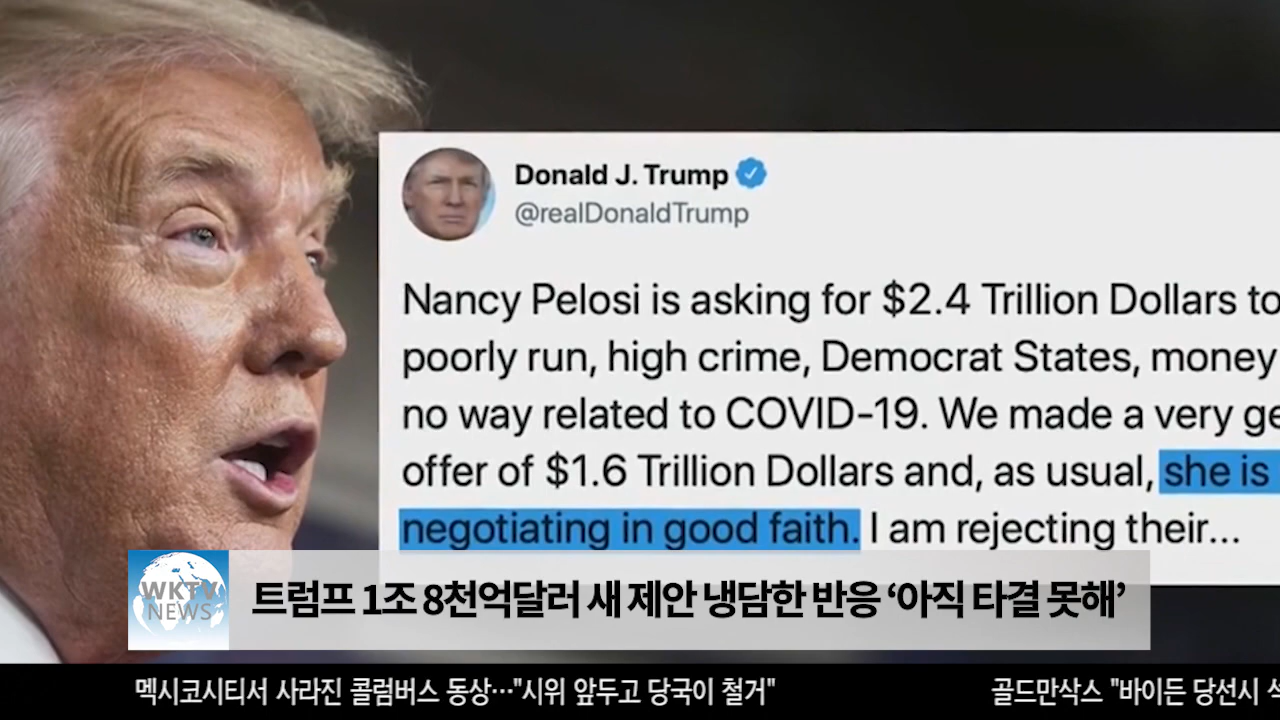 Donald J. Trump
@realDonaldTrump
Nancy Pelosi is asking for $2.4 Trillion Dollars to
poorly run, high crime, Democrat States, money
no way related to COVID-19. We made a very ge
offer of $1.6 Trillion Dollars and, as usual, she is
negotiating in good faith. I am rejecting their...
WKTV
NEWS
트럼프 1조 8천억달러 새 제안 냉담한 반응 ‘아직 타결 못해’
멕시코시티서 사라진 콜럼버스 동상…"시위 앞두고 당국이 철거"
골드만삭스 "바이든 당선시